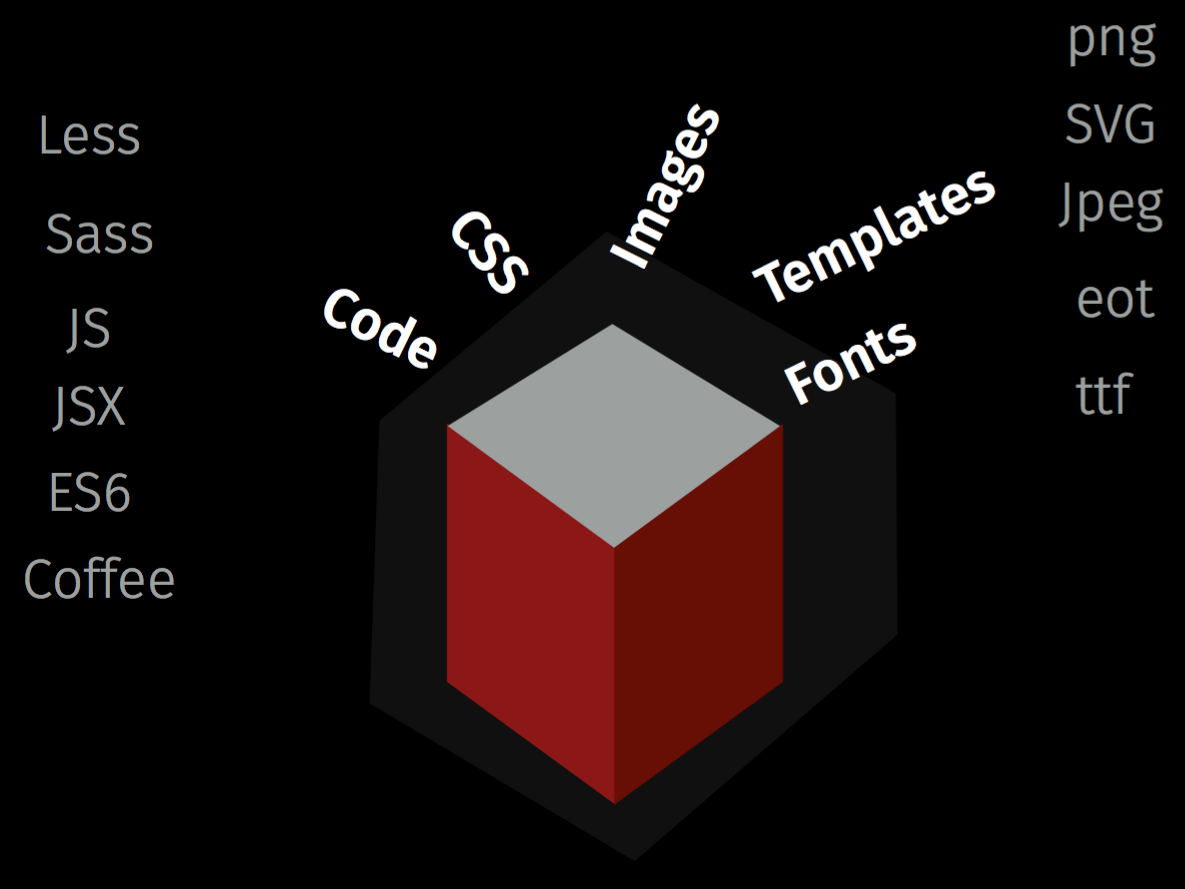 Less
Sass
JS
JSX
ES6
Coffee
Code
CSS
Images
Templates
Fonts
png
SVG
Jpeg
eot
ttf